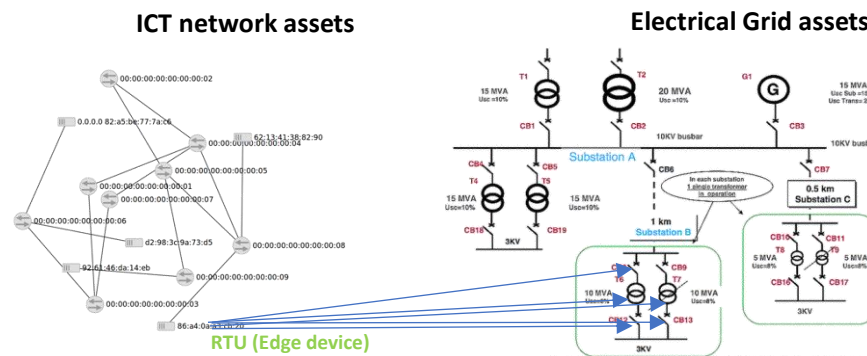 ICT network assets
Electrical Grid assets
00:00:00:00:00:00:00:02
0.0.0.0 82:a5:be:77:7a:c6
62:13:41:38:82:90
00:00:00:00:00:00:00:04
00:00:00:00:00:00:00:05
00:00:00:00:00:00:00:01
00:00:00:00:00:00:00:07
00:00:00:00:00:00:00:06
d2:98:3c:9a:73:d5
00:00:00:00:00:00:00:08
92:61:46:da:14:eb
00:00:00:00:00:00:00:09
00:00:00:00:00:00:00:03
RTU (Edge device)
T1
15 MVA
Usc=10%
T2
20 MVA
Usc=10%
G1
G
15 MVA
CB1
CB2
CB3
10KV busbar
Substation A
CB4
T4
CB5
T5
CB6
CB7
15 MVA
Usc=10%
15 MVA
Usc=10%
CB18
CB19
3KV
In each substation
1 single transformer
in operation
0.5 km
Substation C
1 km
Substation B
CB9
T6
T7
10 MVA
10 MVA
Usc=8%
CB12
CB13
3KV
CB10
CB11
T8
T9
5 MVA
Usc=8%
5 MVA
Usc=8%
CB16
CB17
3KV